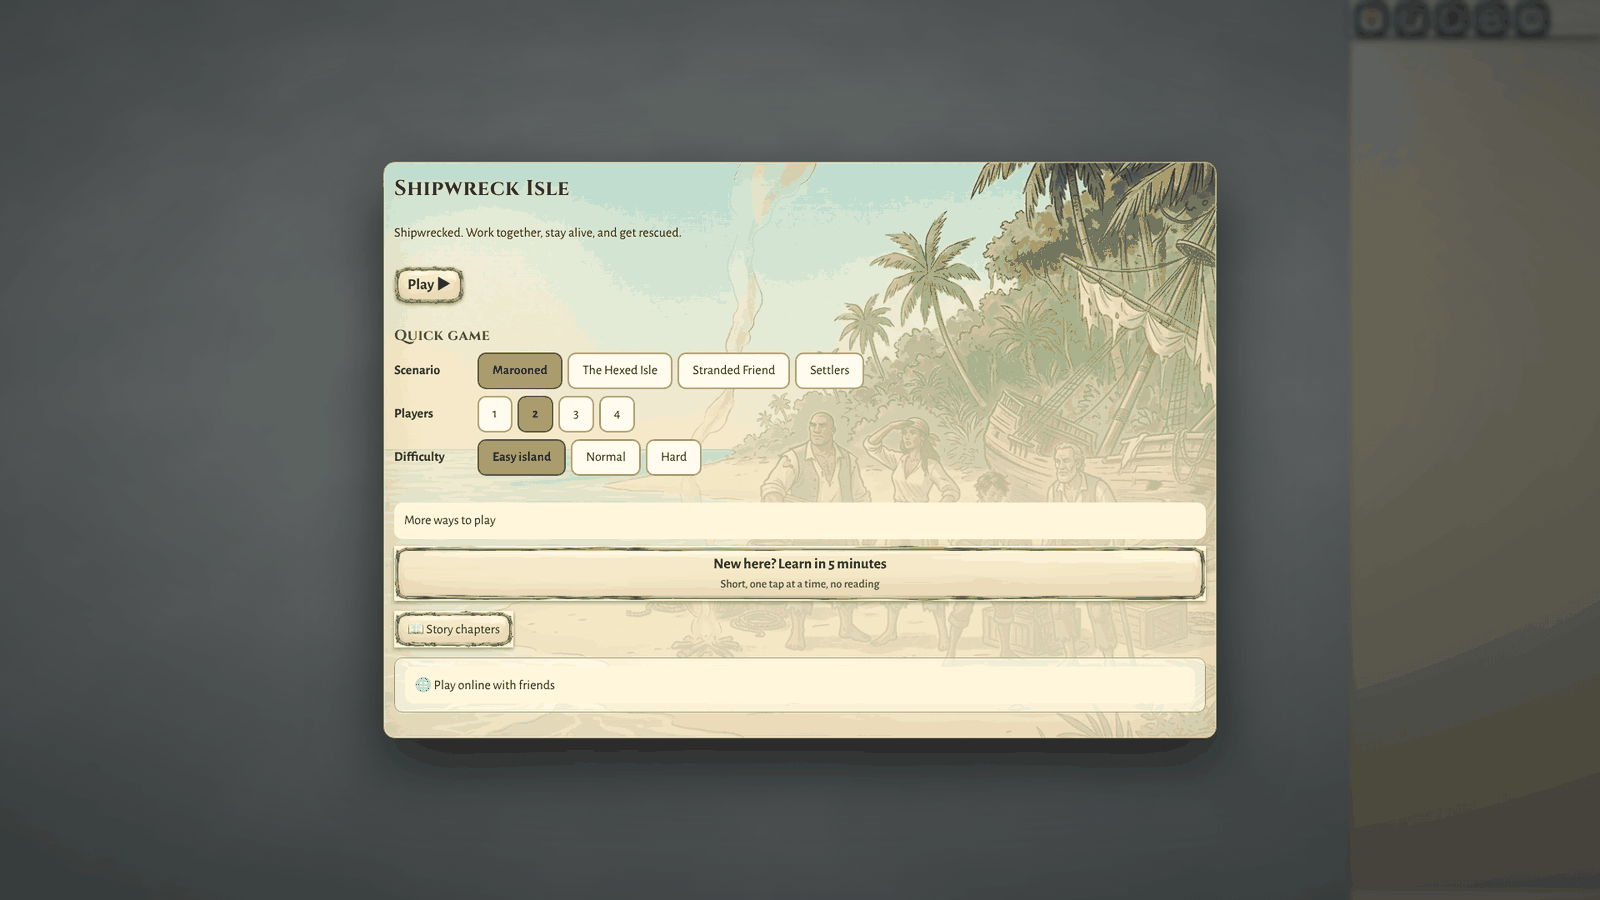 Shipwreck Isle
Shipwrecked. Work together, stay alive, and get rescued.
Play ▶
Quick game
Scenario Marooned The Hexed Isle Stranded Friend Settlers
Players 1 2 3 4
Difficulty Easy island Normal Hard
More ways to play
New here? Learn in 5 minutes
Short, one tap at a time, no reading
📖 Story chapters
🌐 Play online with friends